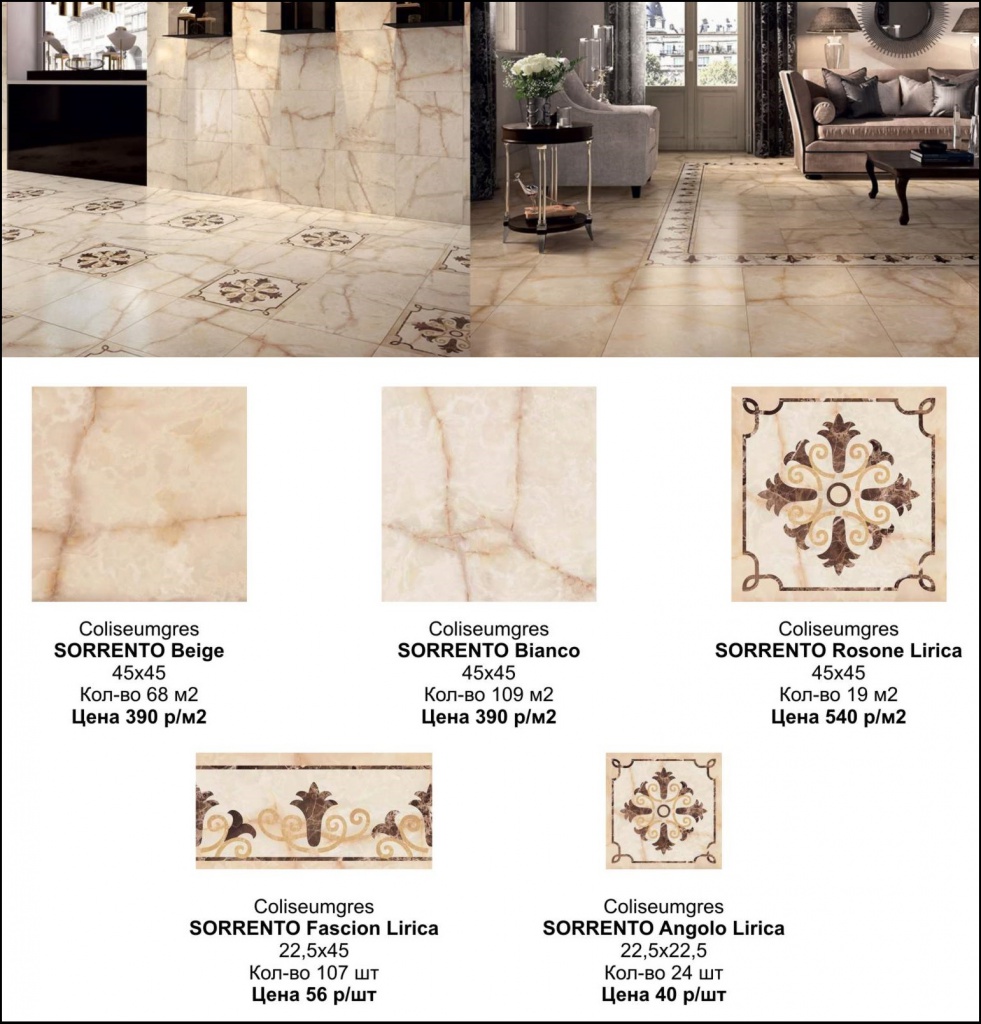 Coliseumgres
SORRENTO Beige
45x45
Кол-во 68 м2
Цена 390 р/м2
Coliseumgres
SORRENTO Bianco
45x45
Кол-во 109 м2
Цена 390 р/м2
Coliseumgres
SORRENTO Rosone Lirica
45x45
Кол-во 19 м2
Цена 540 р/м2
Coliseumgres
SORRENTO Fascion Lirica
22,5x45
Кол-во 107 шт
Цена 56 р/шт
Coliseumgres
SORRENTO Angolo Lirica
22,5x22,5
Кол-во 24 шт
Цена 40 р/шт